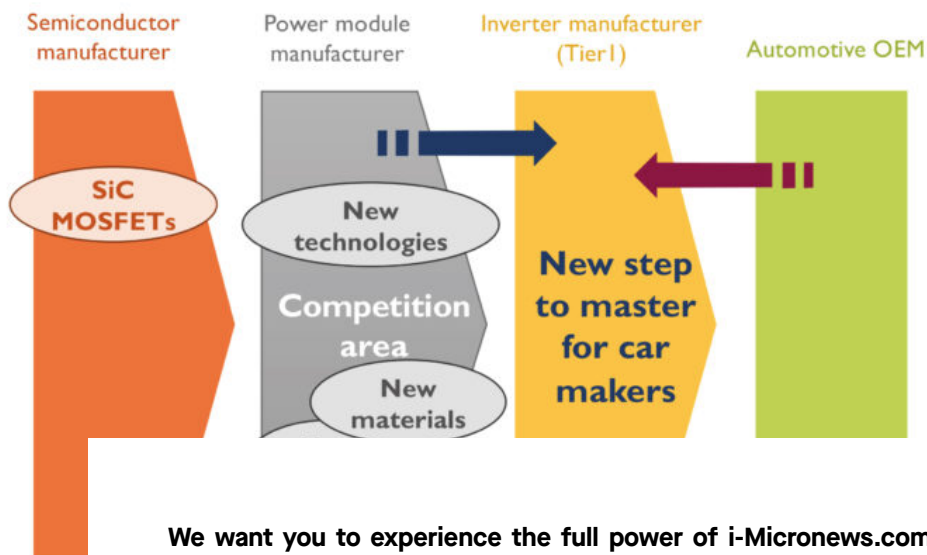 Semiconductor
manufacturer
Power module
manufacturer
Inverter manufacturer
(Tier1)
Automotive OEM
SiC
MOSFETs
New
technologies
Competition
area
New
materials
New step
to master
for car
makers
We want you to experience the full power of i-Micronews.com